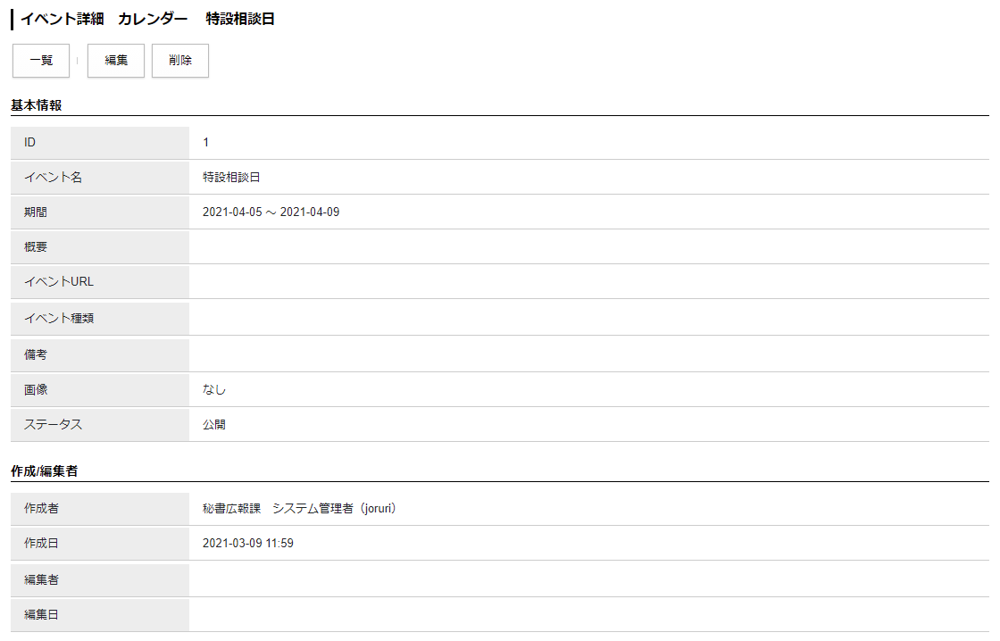 イベント詳細　カレンダー　特設相談日
一覧 編集 削除
基本情報
ID 1
イベント名 特設相談日
期間 2021-04-05 ～ 2021-04-09
概要
イベントURL
イベント種類
備考
画像 なし
ステータス 公開
作成/編集者
作成者 秘書広報課　システム管理者（joruri）
作成日 2021-03-09 11:59
編集者
編集日